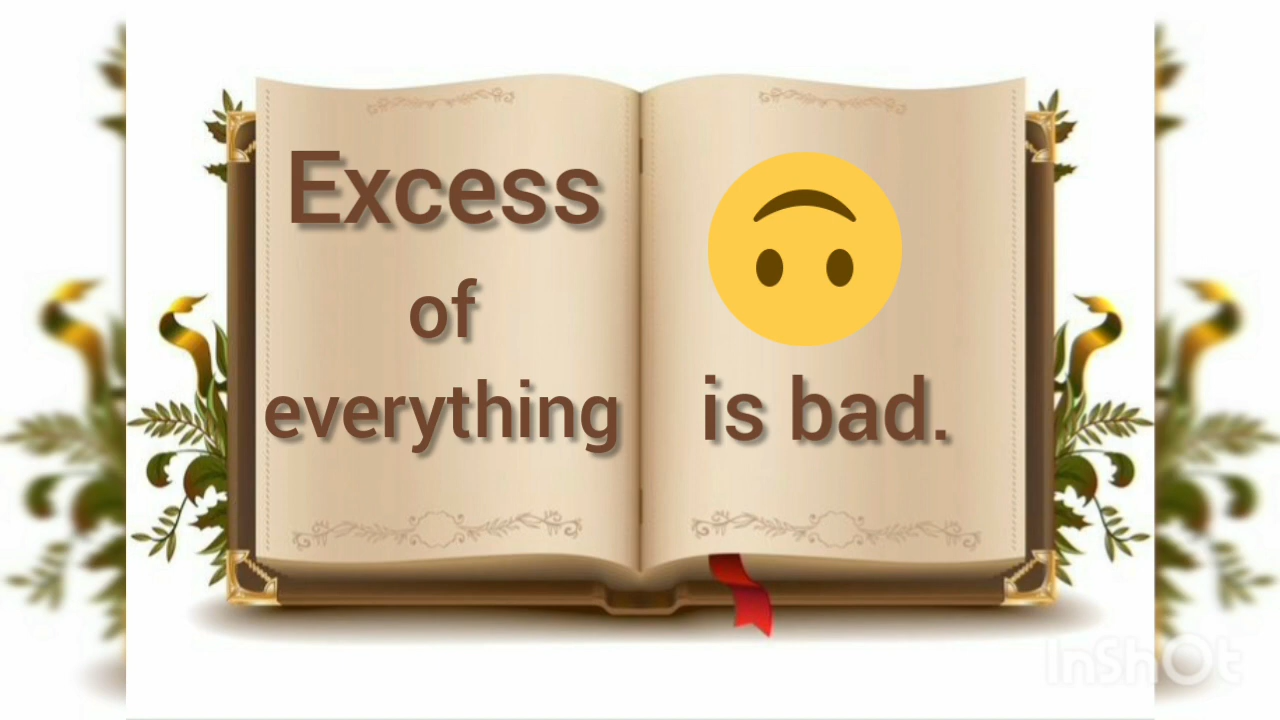 Excess
of
everything
🙃
is bad.
InShOt